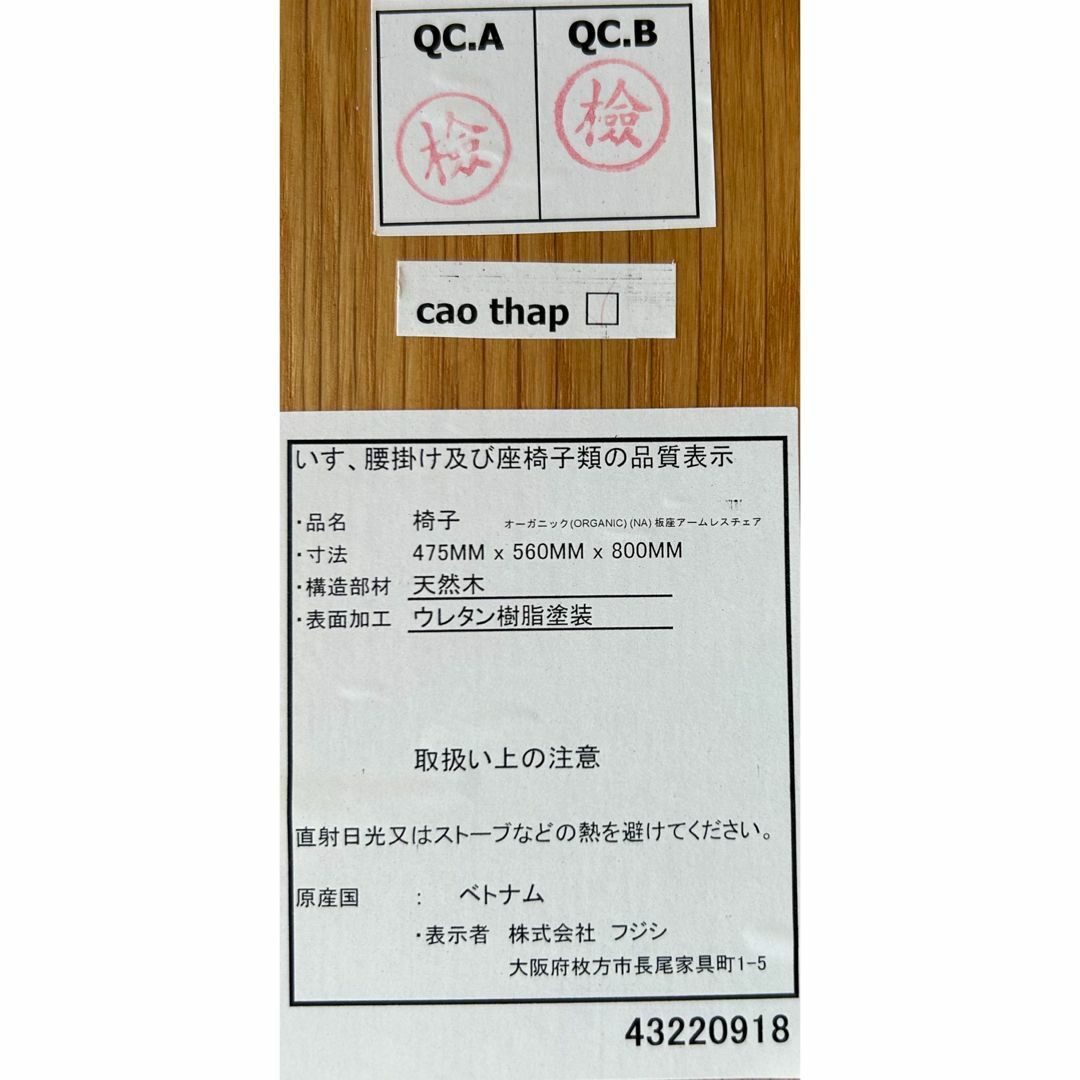 QC.A QC.B
檢 檢
cao thap □
いす、腰掛け及び座椅子類の品質表示
・品名 椅子 オーガニック(ORGANIC) (NA) 板座アームレスチェア
・寸法 475MM x 560MM x 800MM
・構造部材 天然木
・表面加工 ウレタン樹脂塗装
取扱い上の注意
直射日光又はストーブなどの熱を避けてください。
原産国 : ベトナム
・表示者 株式会社 フジシ
大阪府枚方市長尾家具町1-5
43220918